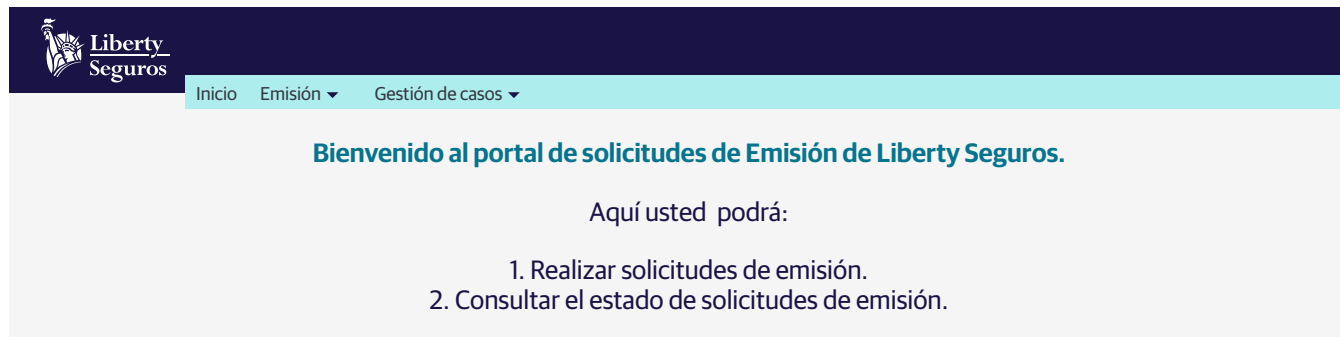 Liberty
Seguros
Inicio Emisión Gestión de casos
Bienvenido al portal de solicitudes de Emisión de Liberty Seguros.
Aquí usted podrá:
1. Realizar solicitudes de emisión.
2. Consultar el estado de solicitudes de emisión.